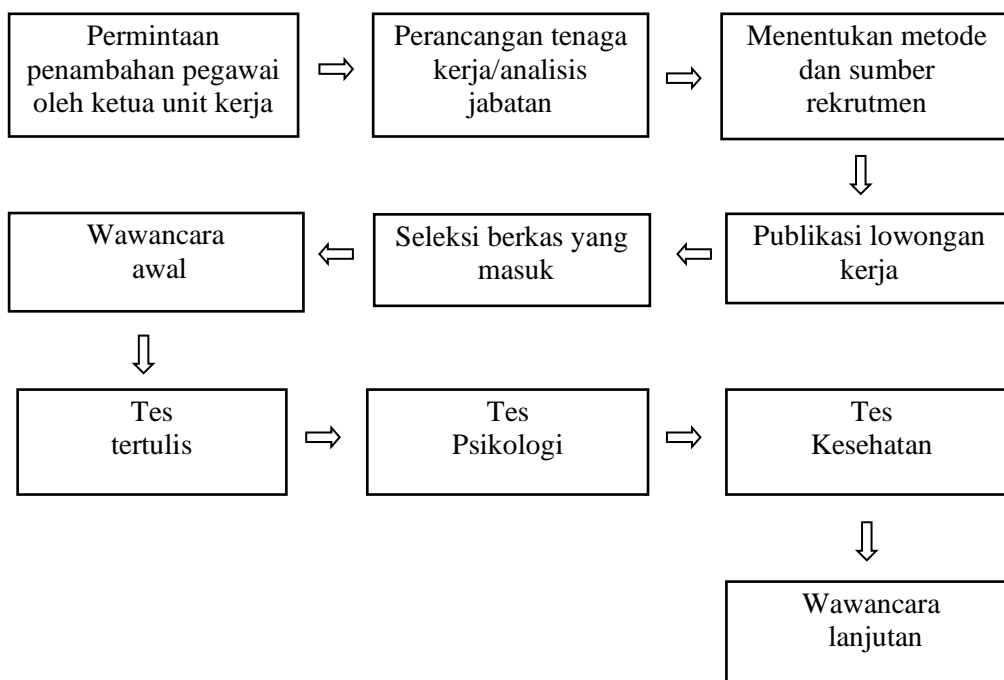 Permintaan
penambahan pegawai
oleh ketua unit kerja
Perancangan tenaga
kerja/analisis
jabatan
Menentukan metode
dan sumber
rekrutmen
Publikasi lowongan
kerja
Seleksi berkas yang
masuk
Wawancara
awal
Tes
tertulis
Tes
Psikologi
Tes
Kesehatan
Wawancara
lanjutan